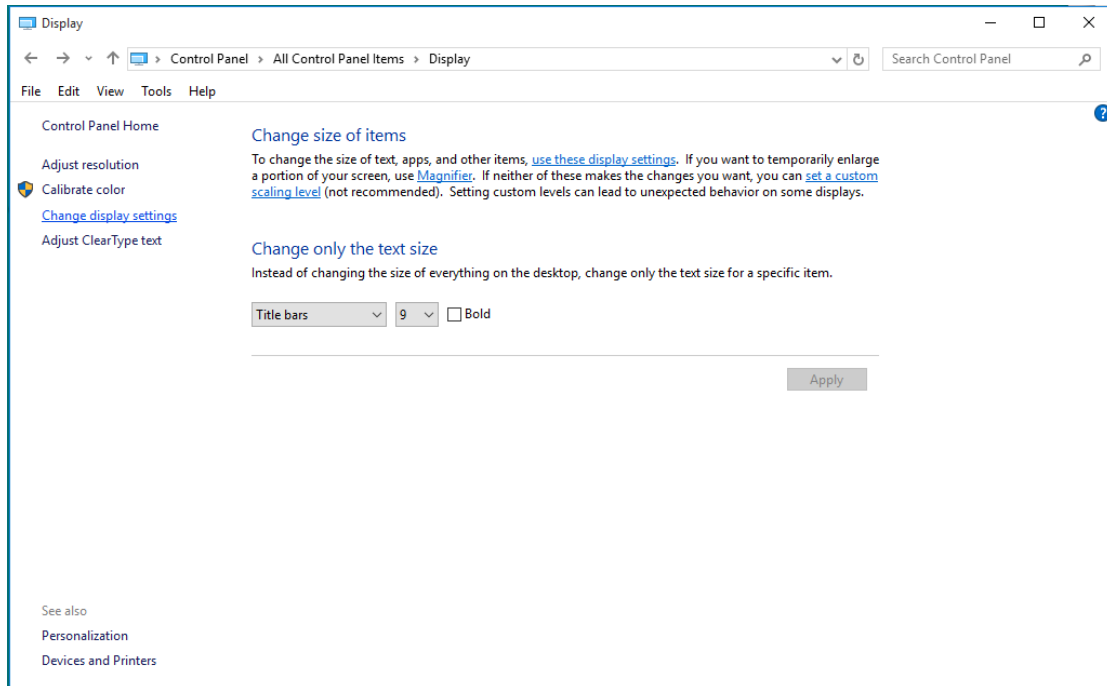 Display
Control Panel > All Control Panel Items > Display
Search Control Panel
File Edit View Tools Help
Control Panel Home
Adjust resolution
Calibrate color
Change display settings
Adjust ClearType text
Change size of items
To change the size of text, apps, and other items, use these display settings. If you want to temporarily enlarge
a portion of your screen, use Magnifier. If neither of these makes the changes you want, you can set a custom
scaling level (not recommended). Setting custom levels can lead to unexpected behavior on some displays.
Change only the text size
Instead of changing the size of everything on the desktop, change only the text size for a specific item.
Title bars 9 Bold
Apply
See also
Personalization
Devices and Printers